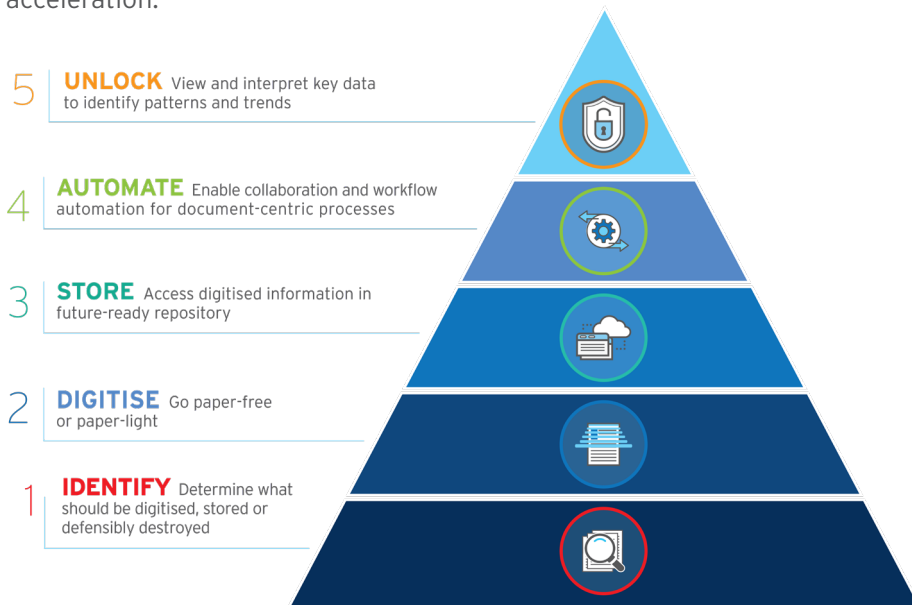 acceleration.
5 UNLOCK View and interpret key data
to identify patterns and trends
4 AUTOMATE Enable collaboration and workflow
automation for document-centric processes
3 STORE Access digitised information in
future-ready repository
2 DIGITISE Go paper-free
or paper-light
1 IDENTIFY Determine what
should be digitised, stored or
defensibly destroyed